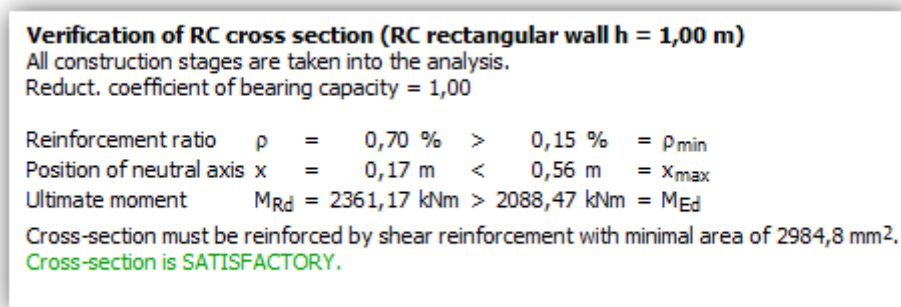 Verification of RC cross section (RC rectangular wall h = 1,00 m)
All construction stages are taken into the analysis.
Reduct. coefficient of bearing capacity = 1,00
Reinforcement ratio ρ = 0,70 % > 0,15 % = ρmin
Position of neutral axis x = 0,17 m < 0,56 m = xmax
Ultimate moment MRd = 2361,17 kNm > 2088,47 kNm = MEd
Cross-section must be reinforced by shear reinforcement with minimal area of 2984,8 mm2.
Cross-section is SATISFACTORY.